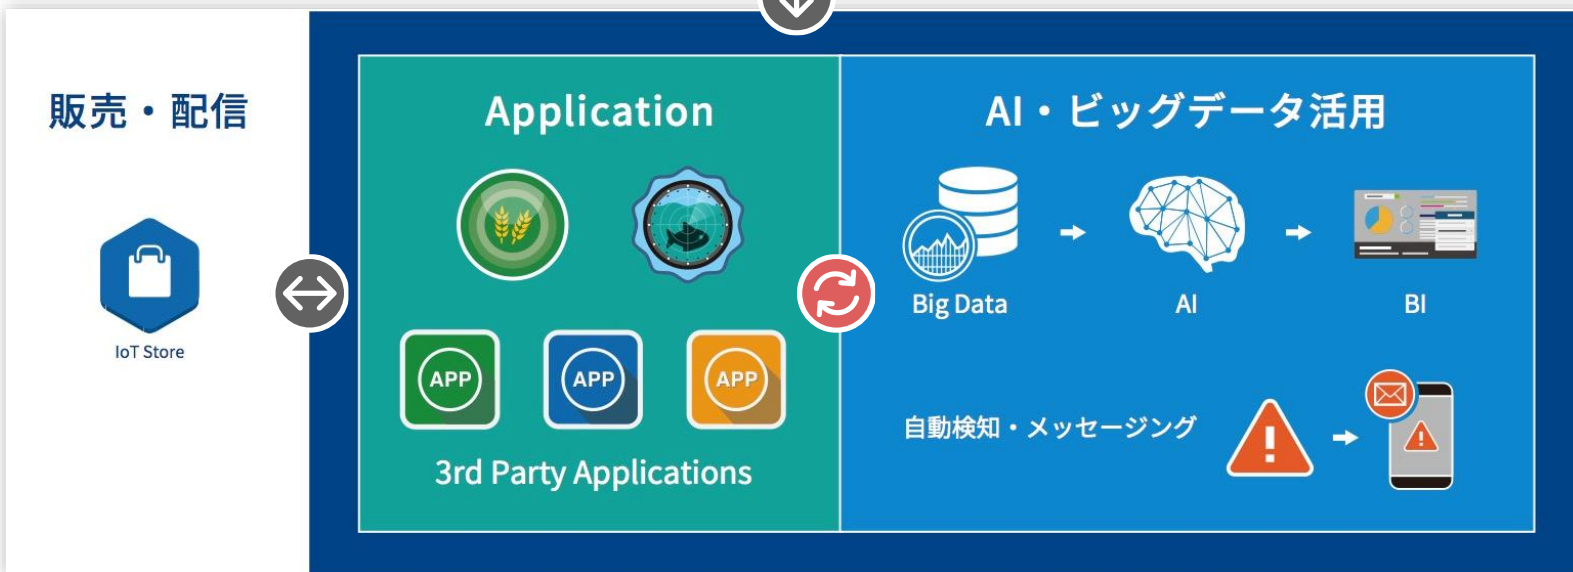 販売・配信
IoT Store
Application
APP
APP
APP
3rd Party Applications
AI・ビッグデータ活用
Big Data
AI
BI
自動検知・メッセージング